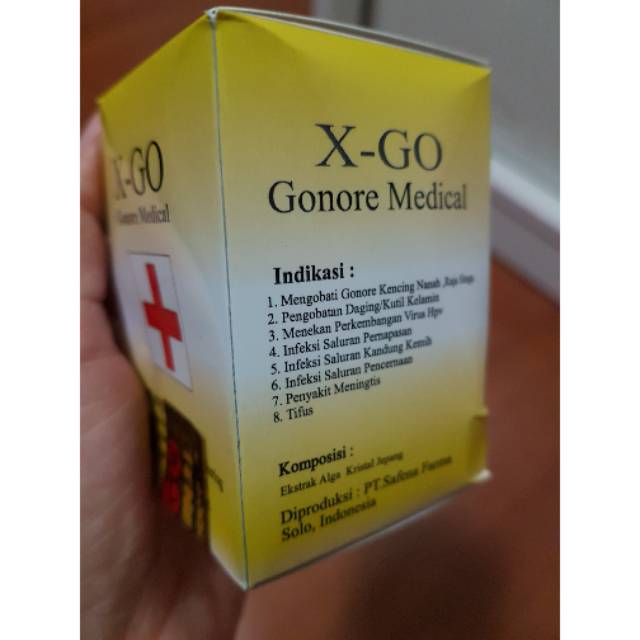 X-GO
Gonore Medical
X-GO
Gonore Medical
Indikasi :
1. Mengobati Gonore Kencing Nanah ,Raja Singa
2. Pengobatan Daging/Kutil Kelamin
3. Menekan Perkembangan Virus Hpv
4. Infeksi Saluran Pernapasan
5. Infeksi Saluran Kandung Kemih
6. Infeksi Saluran Pencernaan
7. Penyakit Meningtis
8. Tifus
Komposisi :
Ekstrak Alga Kristal Jepang
Diproduksi : PT.Safena Farma
Solo, Indonesia